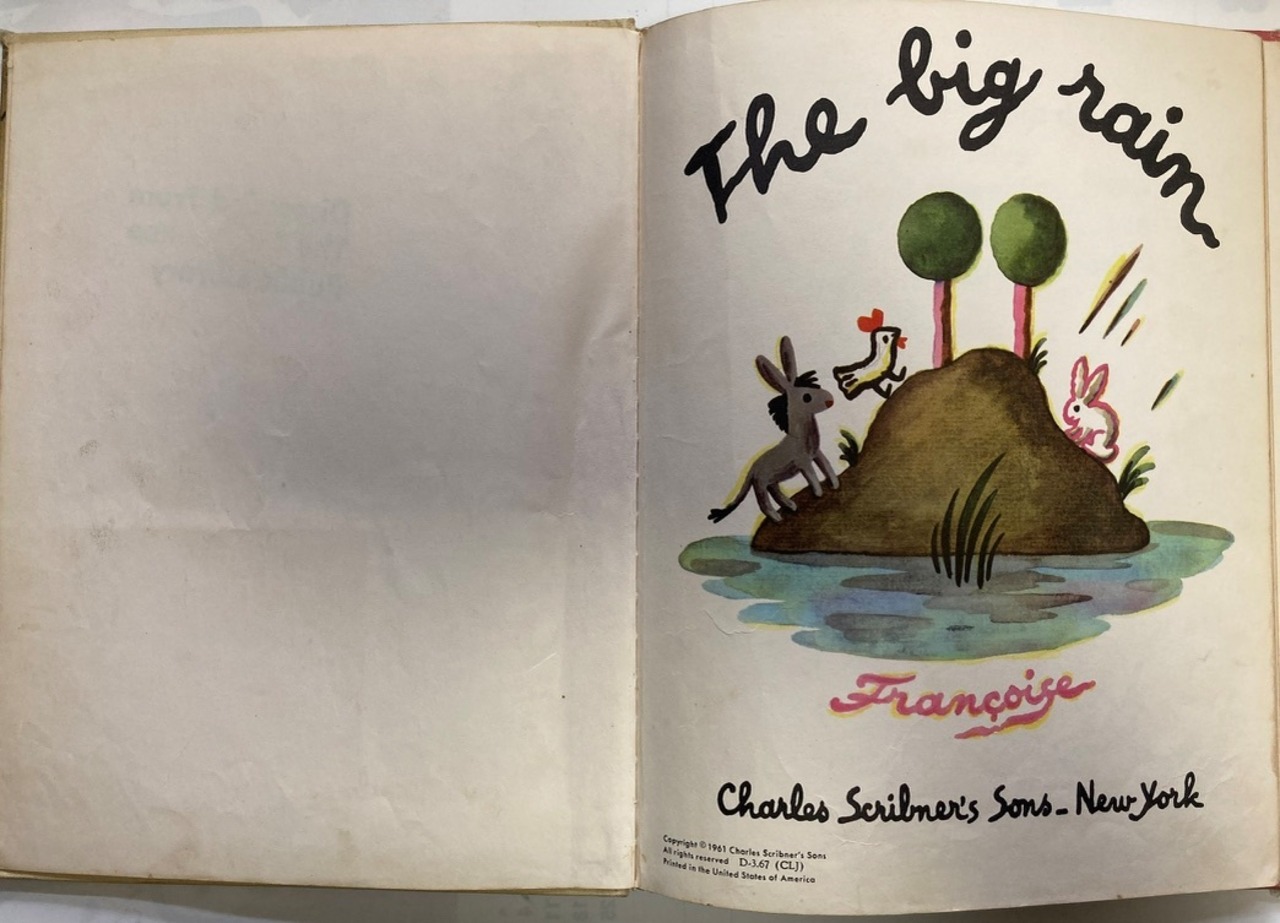 The big rain
Françoise
Charles Scribner's Sons - New York
Copyright © 1961 Charles Scribner's Sons
All rights reserved D-3.67 (CLJ)
Printed in the United States of America